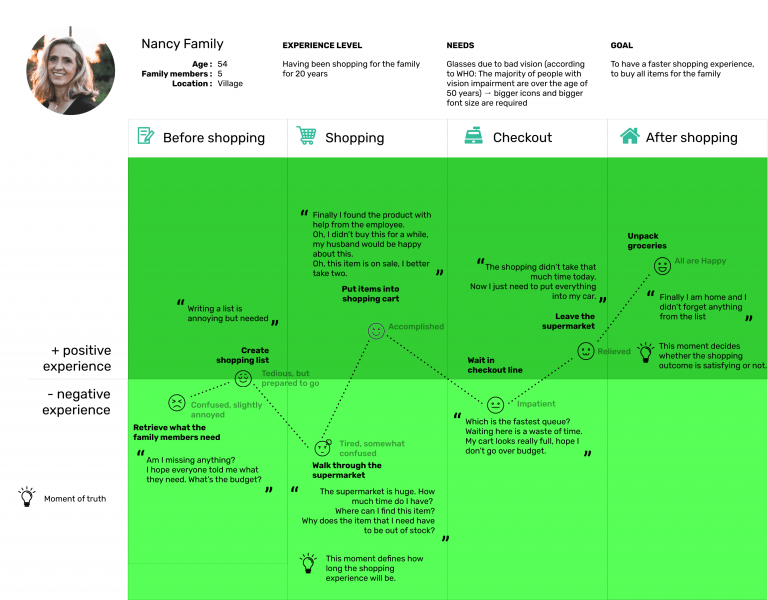 Nancy Family
Age : 54
Family members : 5
Location : Village
EXPERIENCE LEVEL
Having been shopping for the family
for 20 years
NEEDS
Glasses due to bad vision (according
to WHO: The majority of people with
vision impairment are over the age of
50 years) → bigger icons and bigger
font size are required
GOAL
To have a faster shopping experience,
to buy all items for the family
Before shopping
Shopping
Checkout
After shopping
+ positive
experience
- negative
experience
Moment of truth
Retrieve what the
family members need
Confused, slightly
annoyed
“ Am I missing anything?
I hope everyone told me what
they need. What's the budget? ”
“ Writing a list is
annoying but needed ”
Create
shopping list
Tedious, but
prepared to go
Tired, somewhat
confused
Walk through the
supermarket
“ The supermarket is huge. How
much time do I have?
Where can I find this item?
Why does the item that I need have
to be out of stock? ”
This moment defines how
long the shopping
experience will be.
“ Finally I found the product with
help from the employee.
Oh, I didn't buy this for a while,
my husband would be happy
about this.
Oh, this item is on sale, I better
take two. ”
Put items into
shopping cart
Accomplished
Wait in
checkout line
Impatient
“ Which is the fastest queue?
Waiting here is a waste of time.
My cart looks really full, hope I
don't go over budget. ”
“ The shopping didn't take that
much time today.
Now I just need to put everything
into my car. ”
Leave the
supermarket
Relieved
Unpack
groceries
All are Happy
“ Finally I am home and I
didn't forget anything
from the list ”
This moment decides
whether the shopping
outcome is satisfying or not.